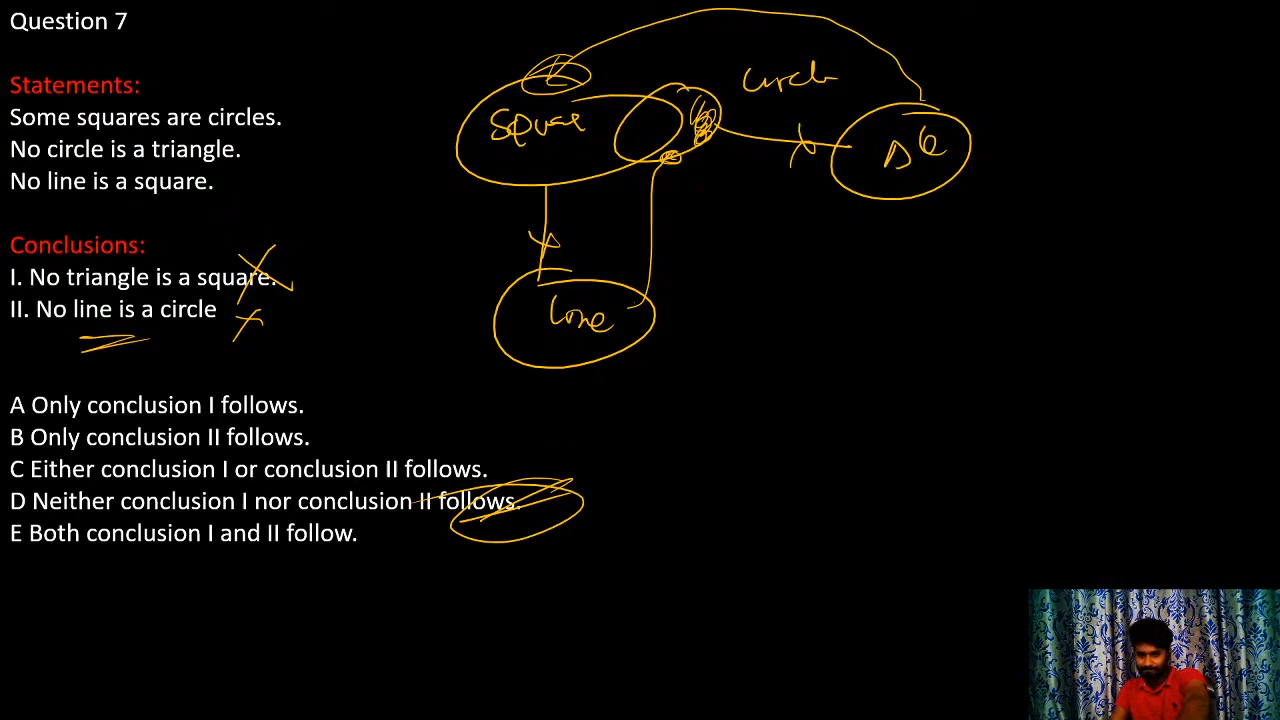 Question 7
Statements:
Some squares are circles.
No circle is a triangle.
No line is a square.
Conclusions:
I. No triangle is a square.
II. No line is a circle
A Only conclusion I follows.
B Only conclusion II follows.
C Either conclusion I or conclusion II follows.
D Neither conclusion I nor conclusion II follows.
E Both conclusion I and II follow.
Square
Circle
Line